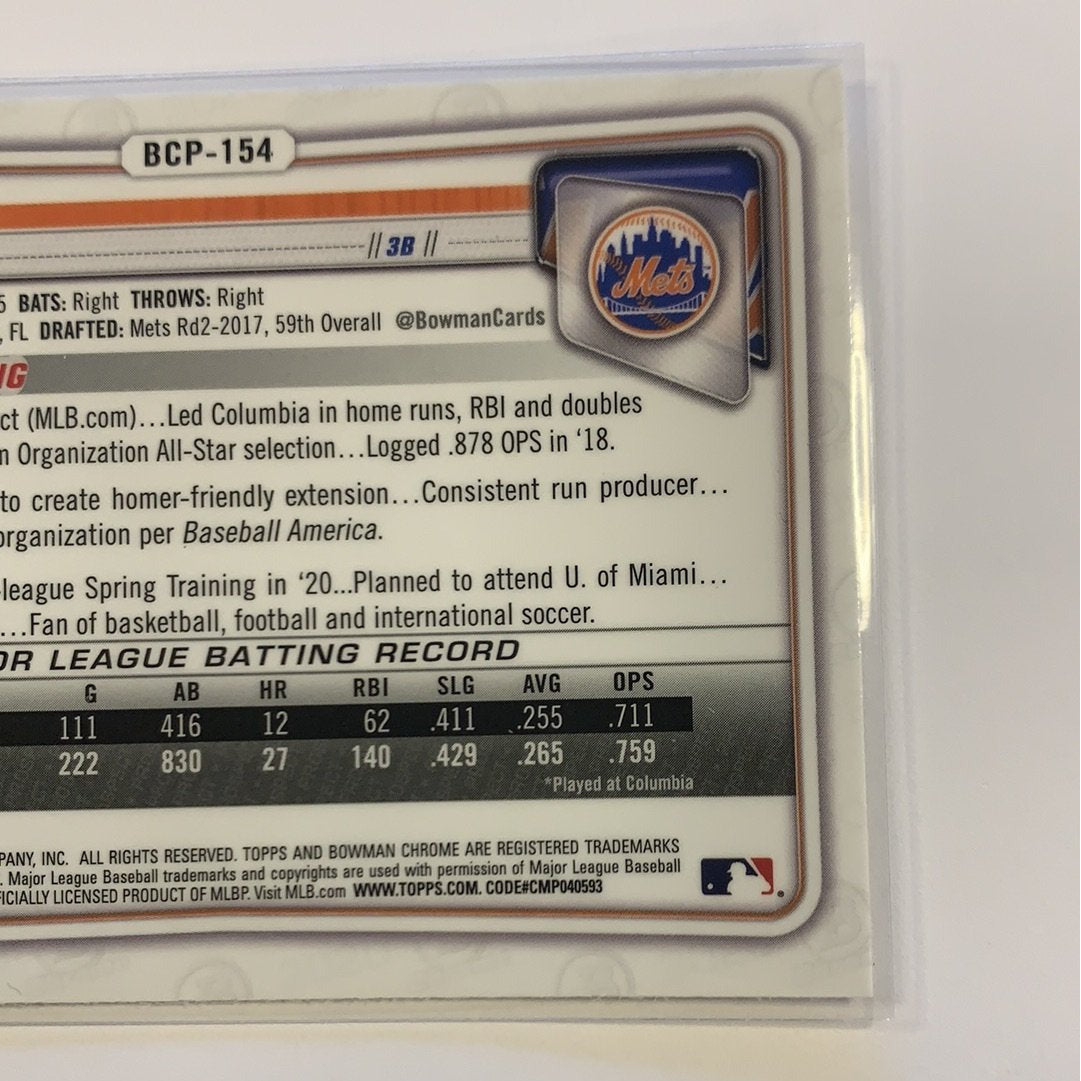 BCP-154
// 3B //
Mets
5 BATS: Right THROWS: Right
, FL DRAFTED: Mets Rd2-2017, 59th Overall @BowmanCards
NG
ct (MLB.com)...Led Columbia in home runs, RBI and doubles
n Organization All-Star selection...Logged .878 OPS in ‘18.
to create homer-friendly extension...Consistent run producer...
organization per Baseball America.
-league Spring Training in ‘20...Planned to attend U. of Miami...
...Fan of basketball, football and international soccer.
OR LEAGUE BATTING RECORD
G AB HR RBI SLG AVG OPS
111 416 12 62 .411 .255 .711
222 830 27 140 .429 .265 .759
*Played at Columbia
PANY, INC. ALL RIGHTS RESERVED. TOPPS AND BOWMAN CHROME ARE REGISTERED TRADEMARKS
. Major League Baseball trademarks and copyrights are used with permission of Major League Baseball
FICIALLY LICENSED PRODUCT OF MLBP. Visit MLB.com WWW.TOPPS.COM. CODE#CMP040593